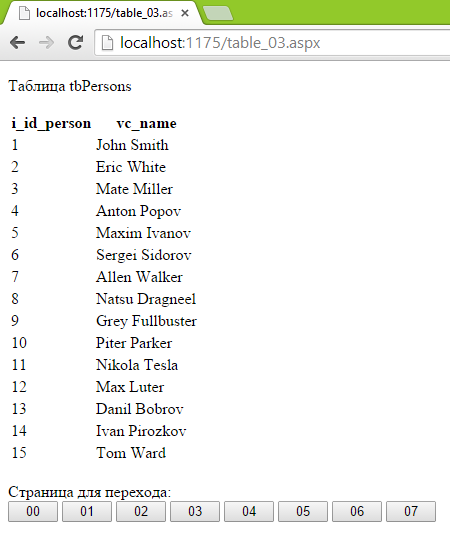 localhost:1175/table_03.as
localhost:1175/table_03.aspx
Таблица tbPersons
i_id_person vc_name
1 John Smith
2 Eric White
3 Mate Miller
4 Anton Popov
5 Maxim Ivanov
6 Sergei Sidorov
7 Allen Walker
8 Natsu Dragneel
9 Grey Fullbuster
10 Piter Parker
11 Nikola Tesla
12 Max Luter
13 Danil Bobrov
14 Ivan Pirozkov
15 Tom Ward
Страница для перехода:
00 01 02 03 04 05 06 07